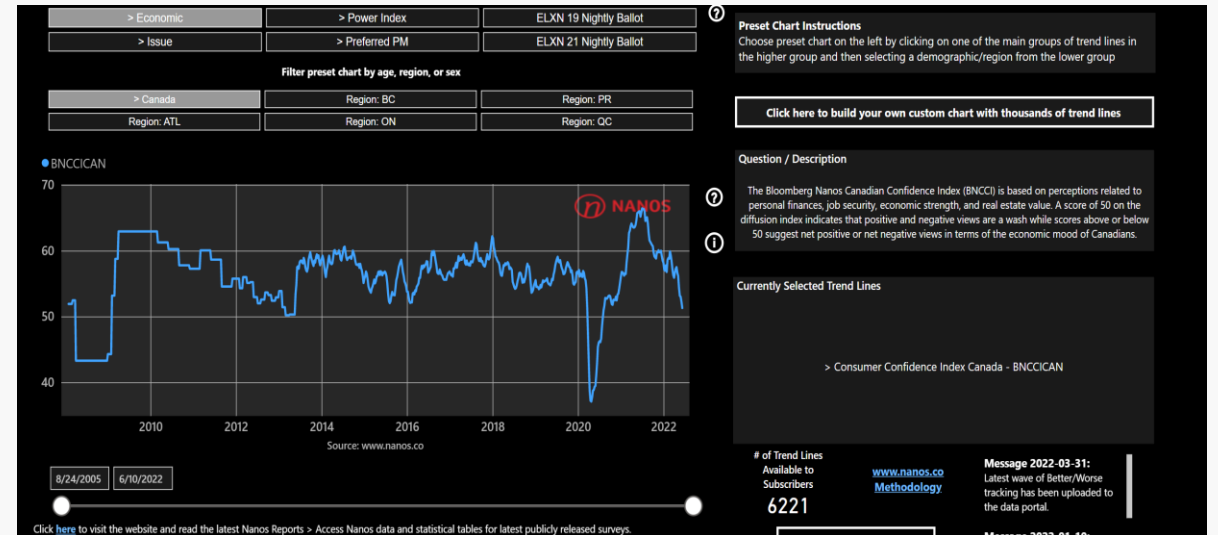 > Economic
> Power Index
ELXN 19 Nightly Ballot
> Issue
> Preferred PM
ELXN 21 Nightly Ballot
Filter preset chart by age, region, or sex
> Canada
Region: BC
Region: PR
Region: ATL
Region: ON
Region: QC
?
Preset Chart Instructions
Choose preset chart on the left by clicking on one of the main groups of trend lines in
the higher group and then selecting a demographic/region from the lower group
Click here to build your own custom chart with thousands of trend lines
BNCCICAN
70
60
50
40
n NANOS
2010
2012
2014
2016
2018
2020
2022
Source: www.nanos.co
?
i
Question / Description
The Bloomberg Nanos Canadian Confidence Index (BNCCI) is based on perceptions related to
personal finances, job security, economic strength, and real estate value. A score of 50 on the
diffusion index indicates that positive and negative views are a wash while scores above or below
50 suggest net positive or net negative views in terms of the economic mood of Canadians.
Currently Selected Trend Lines
> Consumer Confidence Index Canada - BNCCICAN
8/24/2005
6/10/2022
Click here to visit the website and read the latest Nanos Reports > Access Nanos data and statistical tables for latest publicly released surveys.
# of Trend Lines
Available to
Subscribers
6221
www.nanos.co
Methodology
Message 2022-03-31:
Latest wave of Better/Worse
tracking has been uploaded to
the data portal.